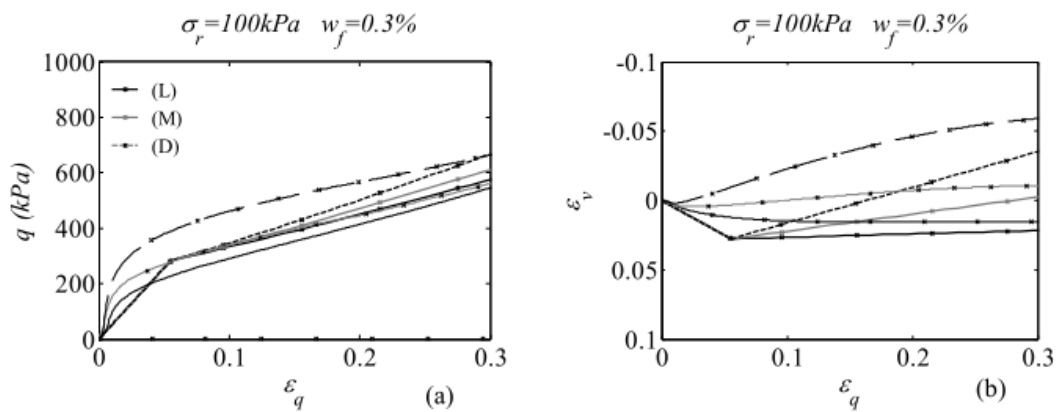 σr=100kPa wf=0.3%
1000
800
600
400
200
0
q (kPa)
(L)
(M)
(D)
0
0.1
0.2
0.3
εq
(a)
σr=100kPa wf=0.3%
-0.1
-0.05
0
0.05
0.1
εv
0
0.1
0.2
0.3
εq
(b)